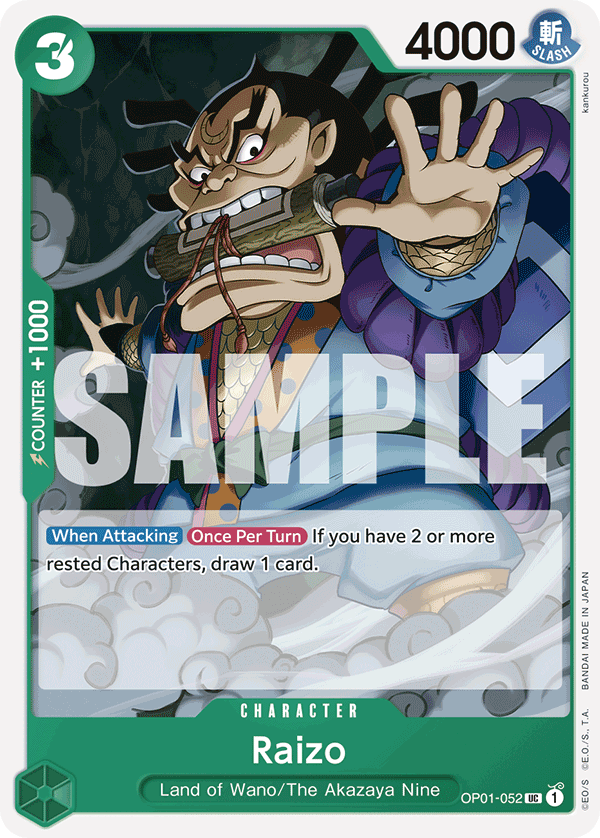 3
4000
斬
SLASH
kankurou
COUNTER +1000
SAMPLE
When Attacking Once Per Turn If you have 2 or more
rested Characters, draw 1 card.
CHARACTER
Raizo
Land of Wano/The Akazaya Nine
OP01-052 UC 1
©EO/S ©E.O./S., T.A. BANDAI MADE IN JAPAN